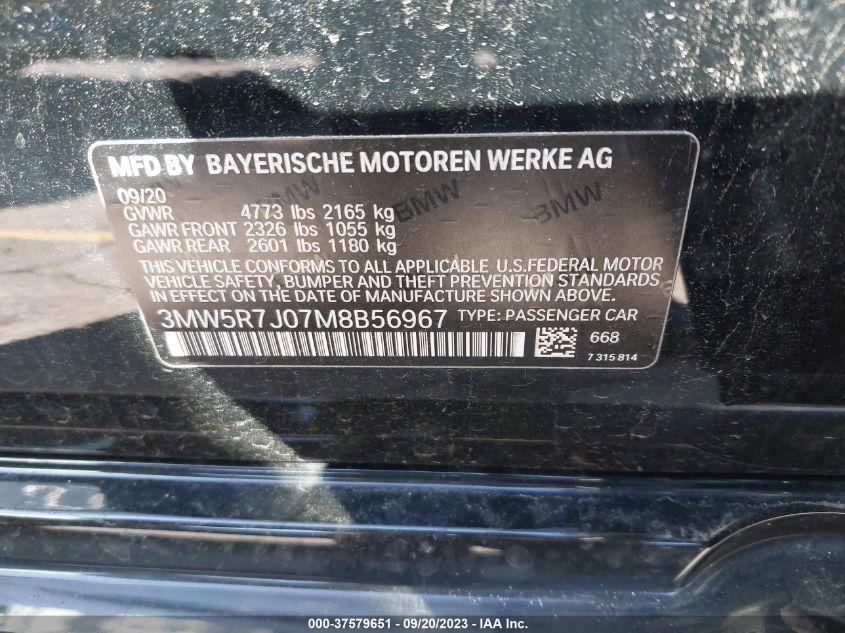 MFD BY BAYERISCHE MOTOREN WERKE AG
09/20
GVWR 4773 lbs 2165 kg
GAWR FRONT 2326 lbs 1055 kg
GAWR REAR 2601 lbs 1180 kg
THIS VEHICLE CONFORMS TO ALL APPLICABLE U.S.FEDERAL MOTOR
VEHICLE SAFETY, BUMPER AND THEFT PREVENTION STANDARDS
IN EFFECT ON THE DATE OF MANUFACTURE SHOWN ABOVE.
3MW5R7J07M8B56967 TYPE: PASSENGER CAR
668
7 315 814
BMW BMW BMW
000-37579651 - 09/20/2023 - IAA Inc.